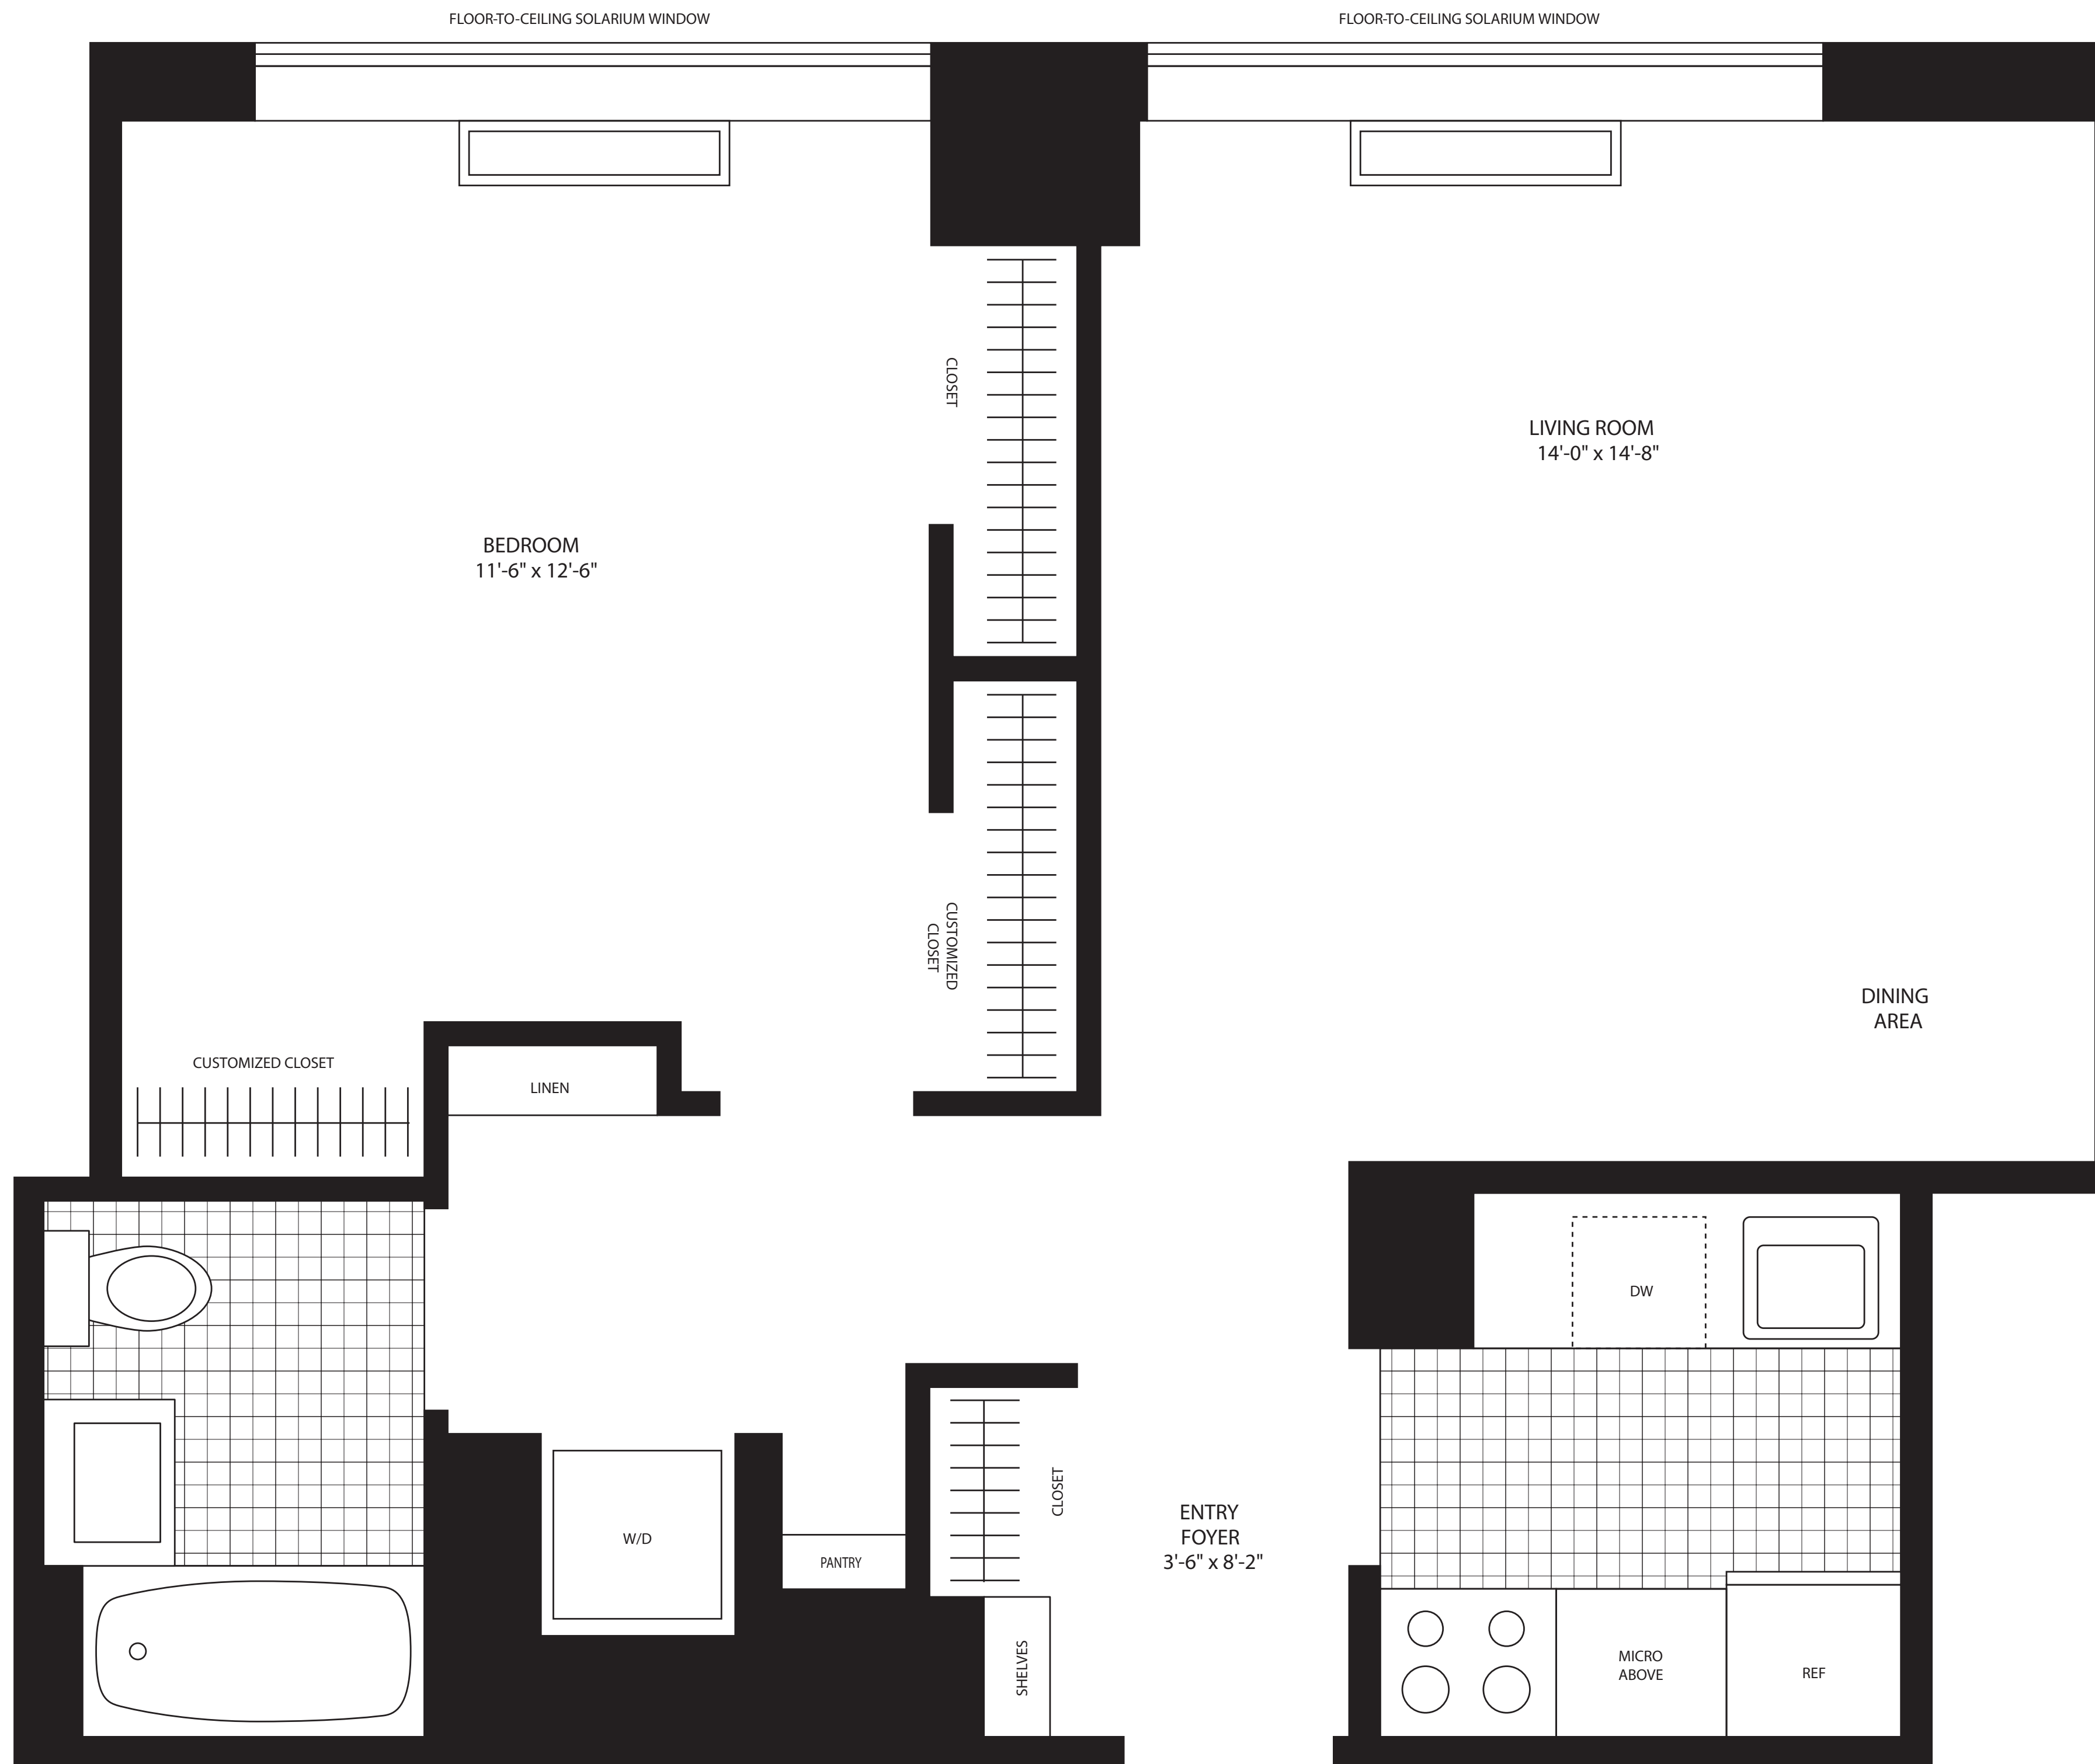 FLOOR-TO-CEILING SOLARIUM WINDOW
FLOOR-TO-CEILING SOLARIUM WINDOW
CLOSET
LIVING ROOM
14'-0" x 14'-8"
BEDROOM
11'-6" x 12'-6"
CUSTOMIZED
CLOSET
DINING
AREA
CUSTOMIZED CLOSET
LINEN
DW
CLOSET
ENTRY
FOYER
3'-6" x 8'-2"
W/D
PANTRY
SHELVES
MICRO
ABOVE
REF